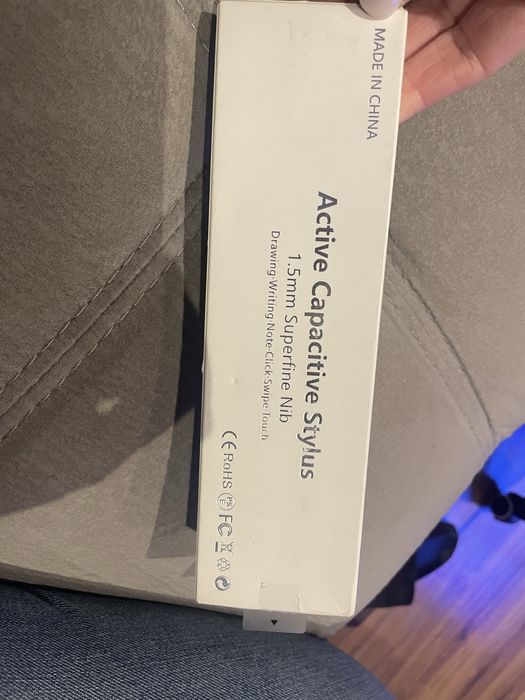 MADE IN CHINA
Active Capacitive Stylus
1.5mm Superfine Nib
Drawing·Writing·Note·Click·Swipe·Touch
CE RoHS PSE FC